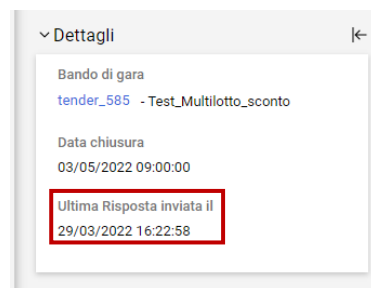 Dettagli
Bando di gara
tender_585 - Test_Multilotto_sconto
Data chiusura
03/05/2022 09:00:00
Ultima Risposta inviata il
29/03/2022 16:22:58